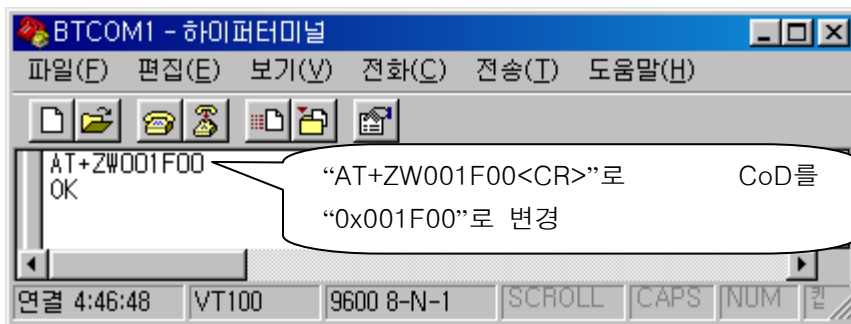 BTCOM1 - 하이퍼터미널
파일(F) 편집(E) 보기(V) 전화(C) 전송(T) 도움말(H)
AT+ZW001F00
OK
“AT+ZW001F00<CR>”로 CoD를
“0x001F00”로 변경
연결 4:46:48 VT100 9600 8-N-1 SCROLL CAPS NUM 캡